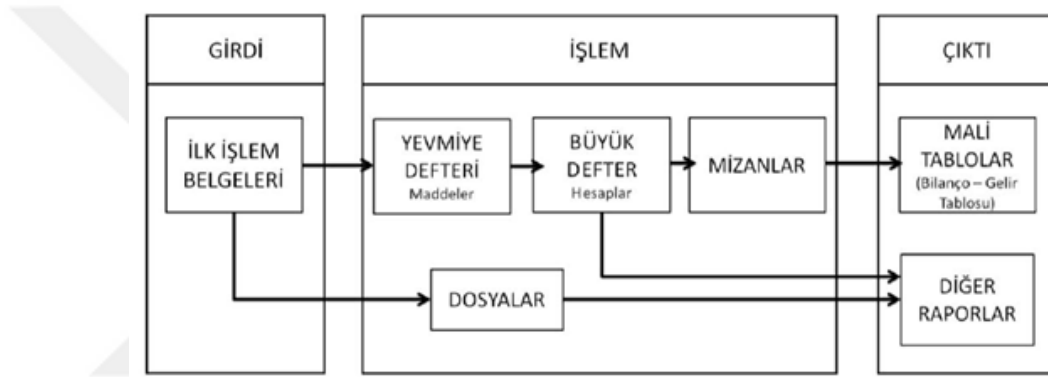 GİRDİ
İŞLEM
ÇIKTI
İLK İŞLEM
BELGELERİ
YEVMİYE
DEFTERİ
Maddeler
BÜYÜK
DEFTER
Hesaplar
MİZANLAR
MALİ
TABLOLAR
(Bilanço – Gelir
Tablosu)
DOSYALAR
DİĞER
RAPORLAR